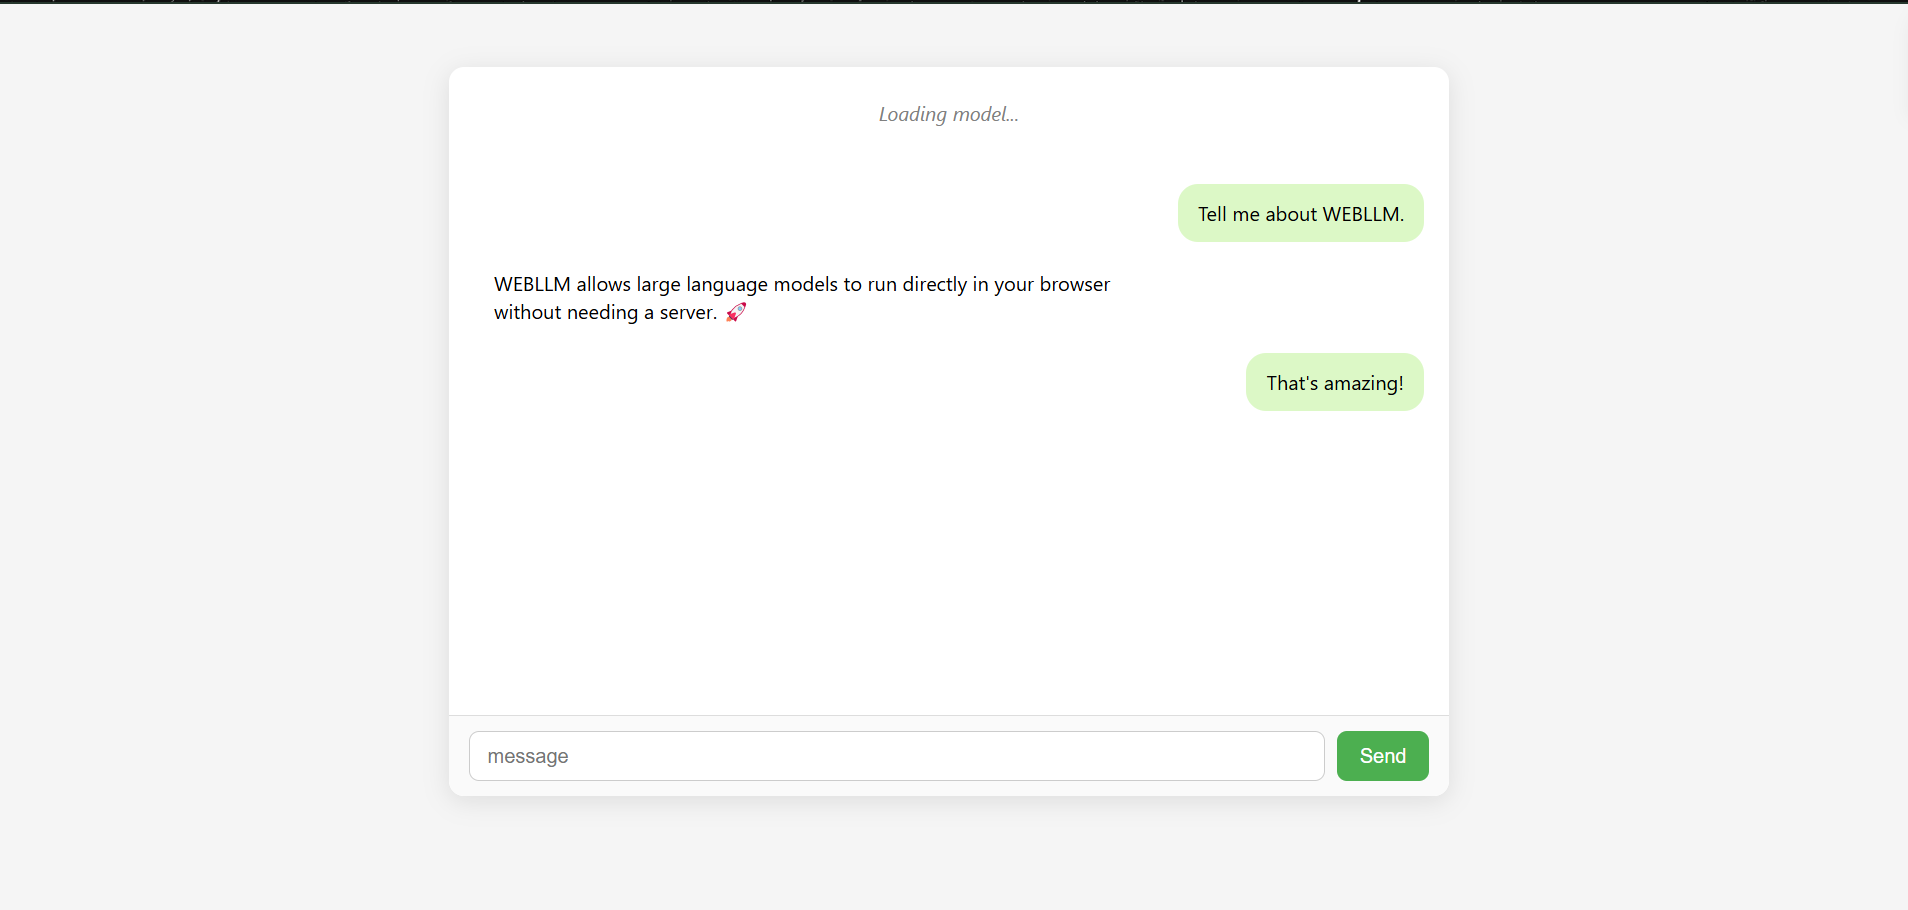 Loading model...
Tell me about WEBLLM.
WEBLLM allows large language models to run directly in your browser
without needing a server. 🚀
That's amazing!
message
Send